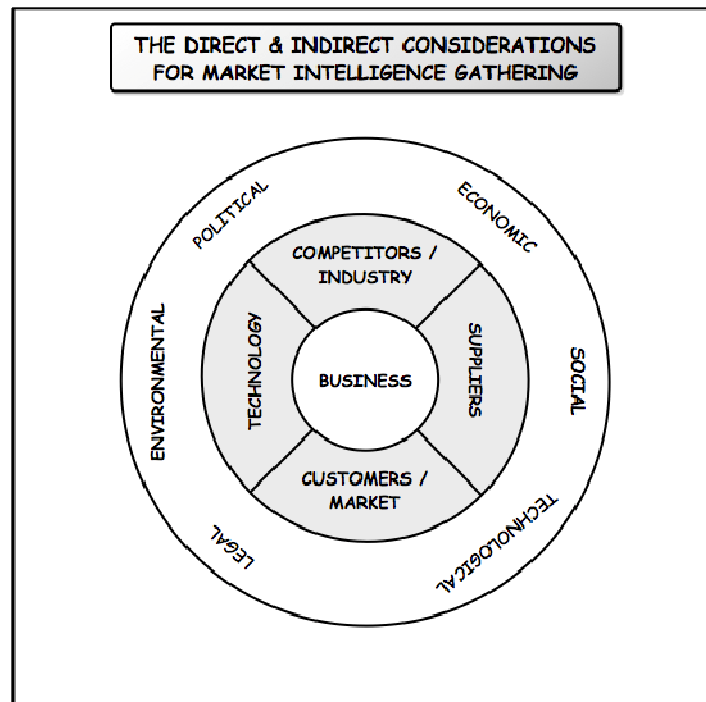 THE DIRECT & INDIRECT CONSIDERATIONS
FOR MARKET INTELLIGENCE GATHERING
POLITICAL
ECONOMIC
COMPETITORS /
INDUSTRY
ENVIRONMENTAL
TECHNOLOGY
BUSINESS
SUPPLIERS
SOCIAL
CUSTOMERS /
MARKET
LEGAL
TECHNOLOGICAL